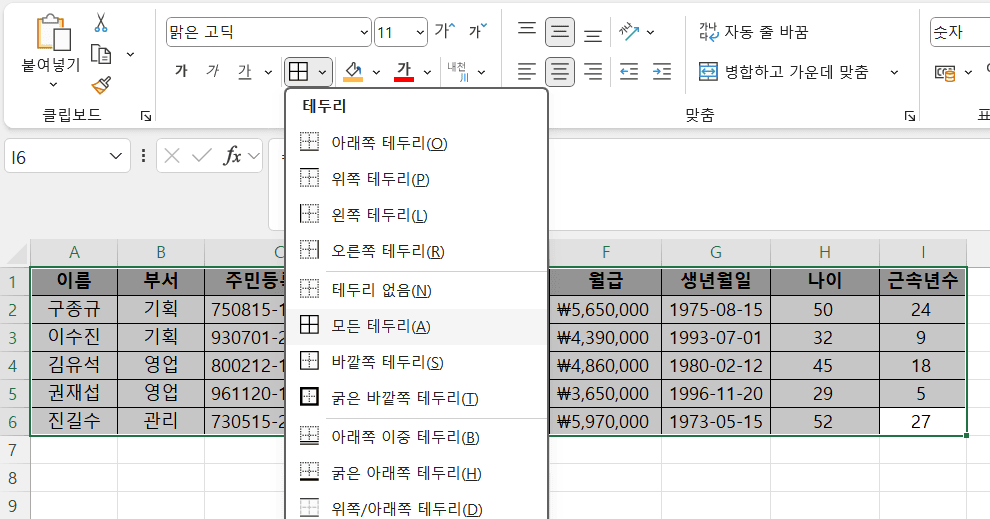 맑은 고딕 11 가 가 가나다 자동 줄 바꿈 숫자
붙여넣기 가 가 가 가 내천 병합하고 가운데 맞춤
클립보드 맞춤
테두리
I6 fx
아래쪽 테두리(O)
위쪽 테두리(P)
왼쪽 테두리(L)
오른쪽 테두리(R)
테두리 없음(N)
모든 테두리(A)
바깥쪽 테두리(S)
굵은 바깥쪽 테두리(T)
아래쪽 이중 테두리(B)
굵은 아래쪽 테두리(H)
위쪽/아래쪽 테두리(D)
A B F G H I
1 이름 부서 주민등 월급 생년월일 나이 근속년수
2 구종규 기획 750815-1 ₩5,650,000 1975-08-15 50 24
3 이수진 기획 930701-2 ₩4,390,000 1993-07-01 32 9
4 김유석 영업 800212-1 ₩4,860,000 1980-02-12 45 18
5 권재섭 영업 961120-1 ₩3,650,000 1996-11-20 29 5
6 진길수 관리 730515-2 ₩5,970,000 1973-05-15 52 27
7
8
9